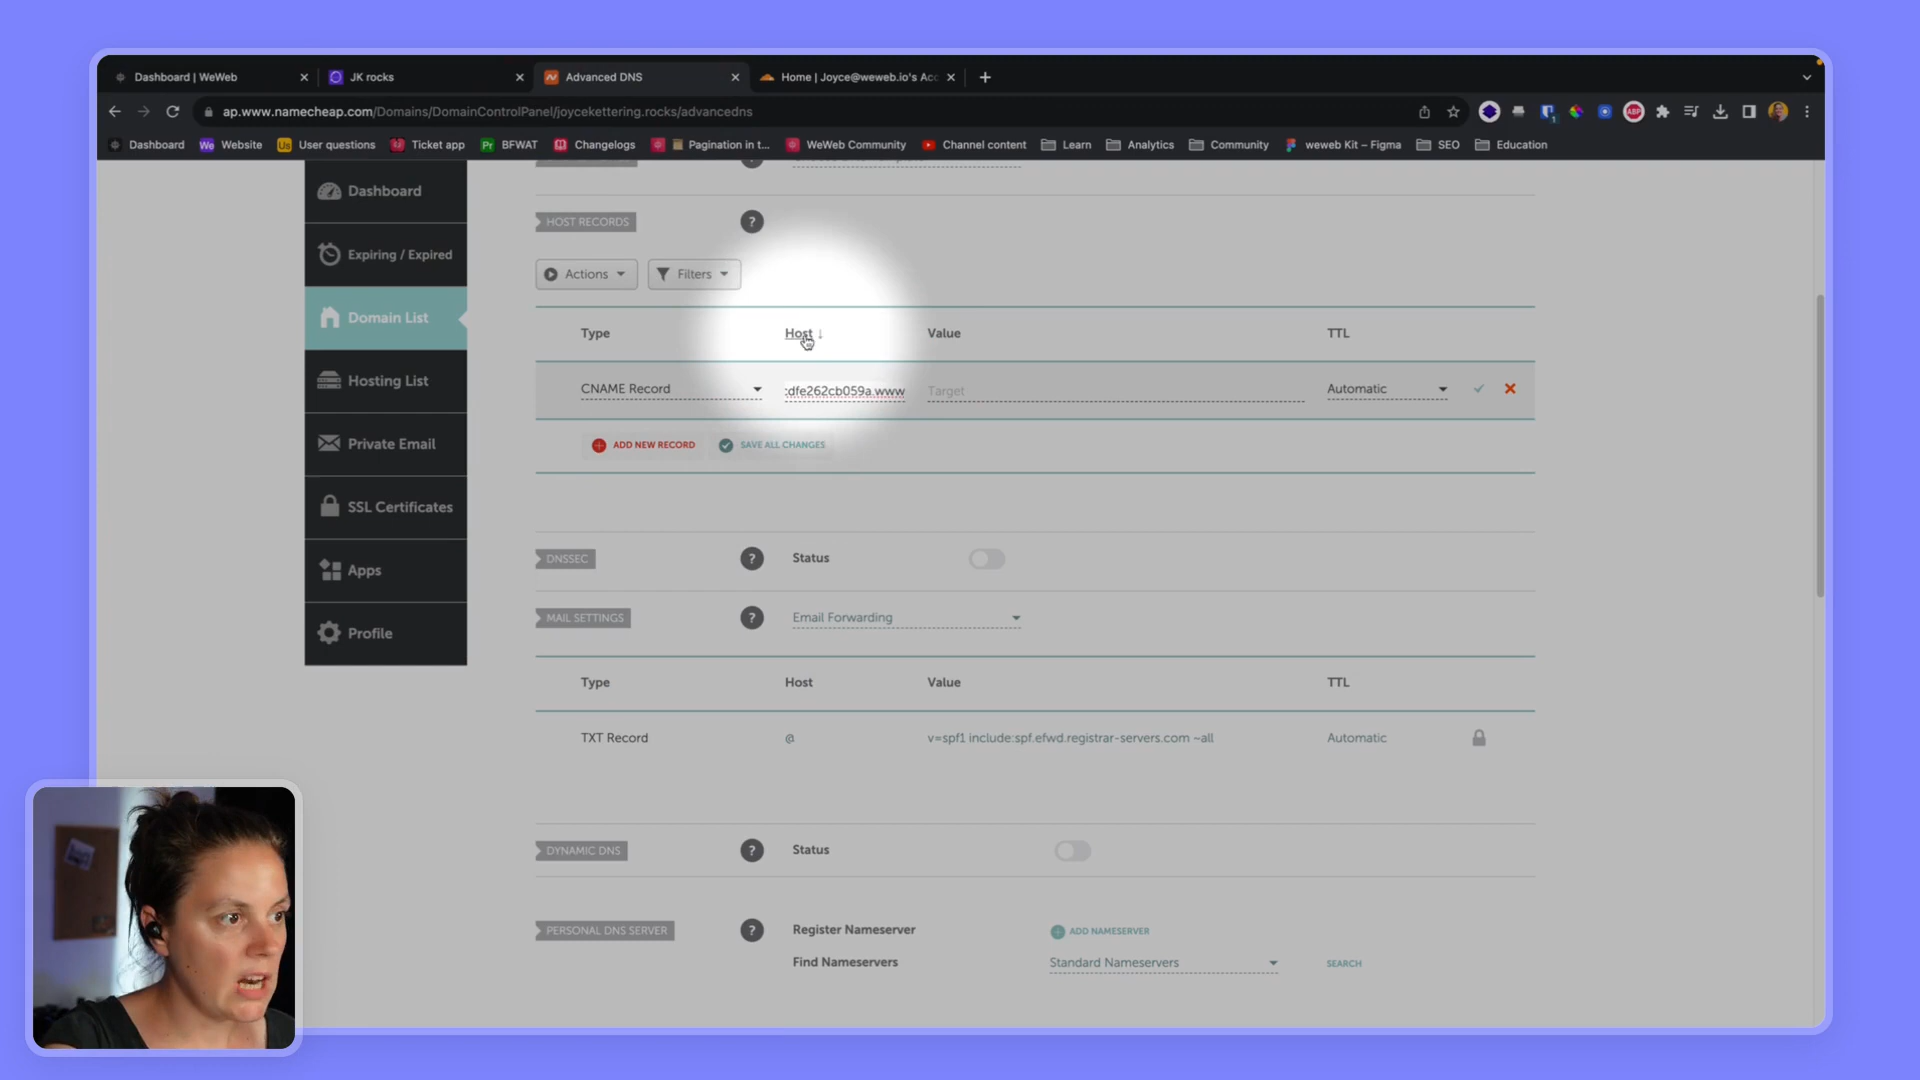 Dashboard | WeWeb
JK rocks
Advanced DNS
Home | Joyce@weweb.io's Acc
ap.www.namecheap.com/Domains/DomainControlPanel/joycekettering.rocks/advanceddns
Dashboard
We Website
Us User questions
Ticket app
Pr BFWAT
Changelogs
Pagination in t...
WeWeb Community
Channel content
Learn
Analytics
Community
weweb Kit – Figma
SEO
Education
ABP
Dashboard
Expiring / Expired
Domain List
Hosting List
Private Email
SSL Certificates
Apps
Profile
HOST RECORDS ?
Actions Filters
Type Host ↓ Value TTL
CNAME Record :dfe262cb059a.www Target Automatic
ADD NEW RECORD SAVE ALL CHANGES
DNSSEC ? Status
MAIL SETTINGS ? Email Forwarding
Type Host Value TTL
TXT Record @ v=spf1 include:spf.efwd.registrar-servers.com ~all Automatic
DYNAMIC DNS ? Status
PERSONAL DNS SERVER ? Register Nameserver ADD NAMESERVER
Find Nameservers Standard Nameservers SEARCH